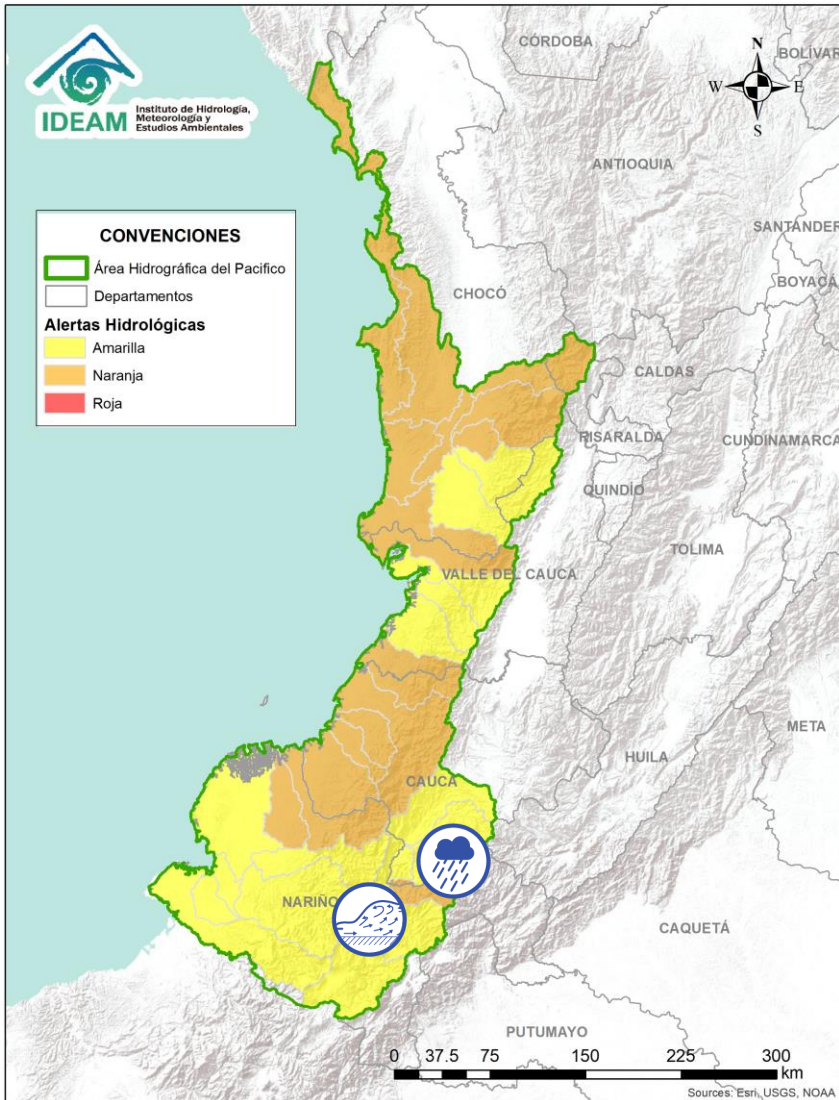 IDEAM
Instituto de Hidrología,
Meteorología y
Estudios Ambientales
N
W
E
S
CÓRDOBA
BOLÍVAR
ANTIOQUIA
SANTANDER
BOYACÁ
CHOCÓ
CALDAS
RISARALDA
CUNDINAMARCA
QUINDÍO
TOLIMA
VALLE DEL CAUCA
META
HUILA
CAUCA
NARIÑO
CAQUETÁ
PUTUMAYO
CONVENCIONES
Área Hidrográfica del Pacifico
Departamentos
Alertas Hidrológicas
Amarilla
Naranja
Roja
0 37.5 75 150 225 300
km
Sources: Esri, USGS, NOAA